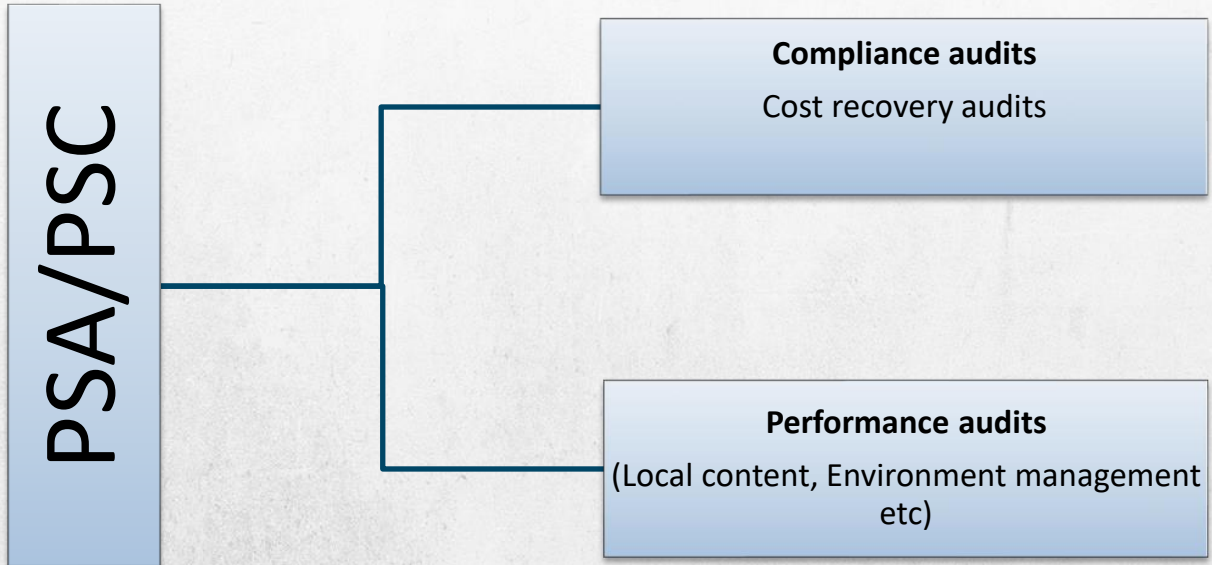 PSA/PSC
Compliance audits
Cost recovery audits
Performance audits
(Local content, Environment management
etc)